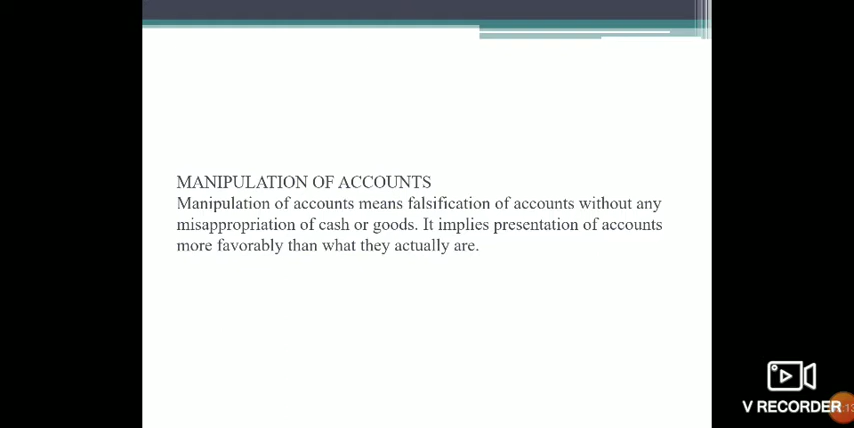 MANIPULATION OF ACCOUNTS
Manipulation of accounts means falsification of accounts without any
misappropriation of cash or goods. It implies presentation of accounts
more favorably than what they actually are.
V RECORDER